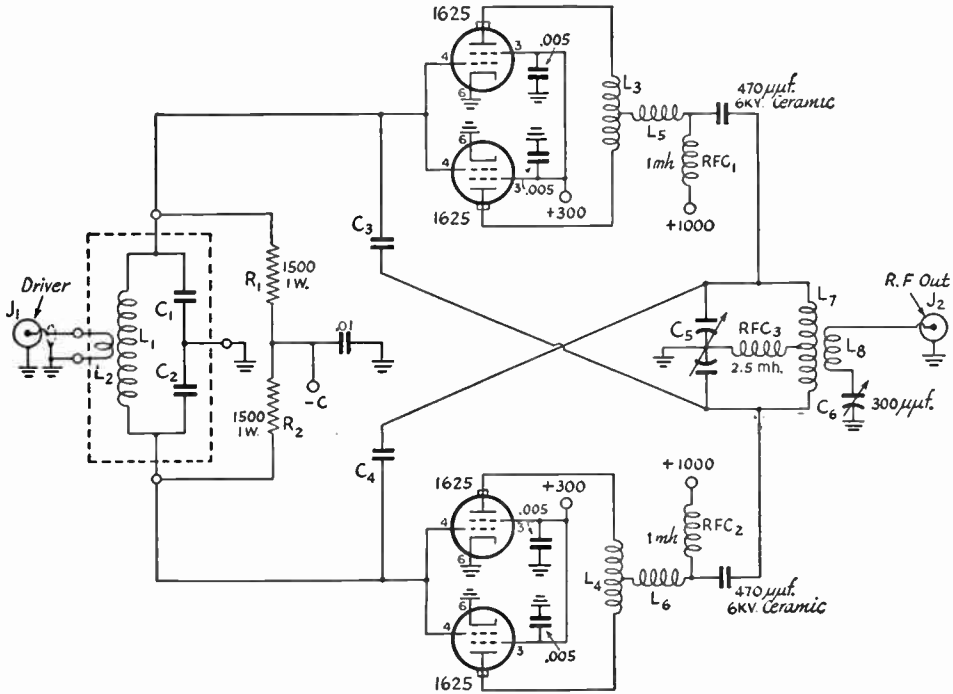 1625
3
.005
4
6
6
4
3
.005
1625
+300
L3
L5
470 µµf.
6KV. Ceramic
1mh
RFC1
+1000
C3
Driver
J1
L2
L1
C1
C2
R1
1500
1W.
.01
-C
1500
1W.
R2
C5
RFC3
2.5 mh.
L7
L8
R.F Out
J2
C6
300µµf.
C4
1625
+300
.005
4
3
6
6
4
3
.005
1625
L4
L6
+1000
1mh
RFC2
470µµf.
6KV. Ceramic